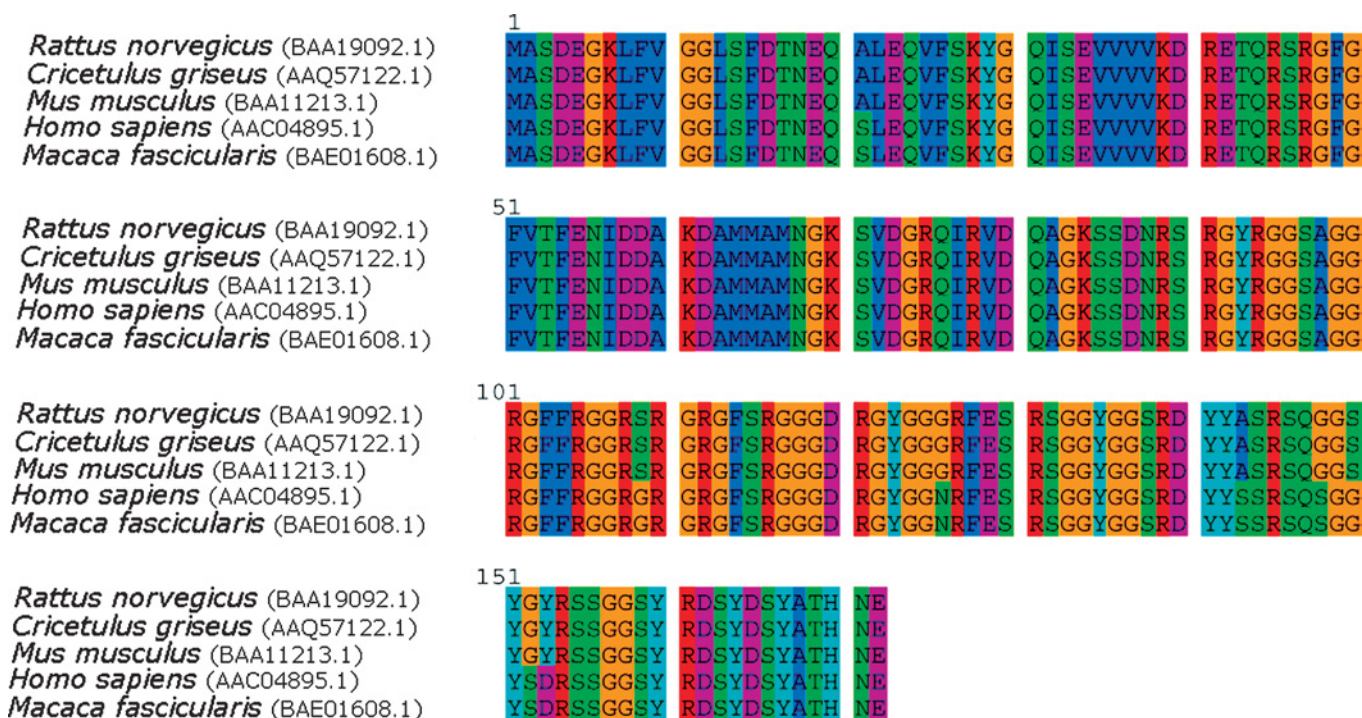 1
Rattus norvegicus (BAA19092.1) MASDEGKLFV GGLSFDTNEQ ALEQVFSKYG QISEVVVVKD RETQRSRGFG
Cricetulus griseus (AAQ57122.1) MASDEGKLFV GGLSFDTNEQ ALEQVFSKYG QISEVVVVKD RETQRSRGFG
Mus musculus (BAA11213.1) MASDEGKLFV GGLSFDTNEQ ALEQVFSKYG QISEVVVVKD RETQRSRGFG
Homo sapiens (AAC04895.1) MASDEGKLFV GGLSFDTNEQ SLEQVFSKYG QISEVVVVKD RETQRSRGFG
Macaca fascicularis (BAE01608.1) MASDEGKLFV GGLSFDTNEQ SLEQVFSKYG QISEVVVVKD RETQRSRGFG
51
Rattus norvegicus (BAA19092.1) FVTFENIDDA KDAMMAMNGK SVDGRQIRVD QAGKSSDNRS RGYRGGSAGG
Cricetulus griseus (AAQ57122.1) FVTFENIDDA KDAMMAMNGK SVDGRQIRVD QAGKSSDNRS RGYRGGSAGG
Mus musculus (BAA11213.1) FVTFENIDDA KDAMMAMNGK SVDGRQIRVD QAGKSSDNRS RGYRGGSAGG
Homo sapiens (AAC04895.1) FVTFENIDDA KDAMMAMNGK SVDGRQIRVD QAGKSSDNRS RGYRGGSAGG
Macaca fascicularis (BAE01608.1) FVTFENIDDA KDAMMAMNGK SVDGRQIRVD QAGKSSDNRS RGYRGGSAGG
101
Rattus norvegicus (BAA19092.1) RGFFRGGRSR GRGFSRGGGD RGYGGGRFES RSGGYGGSRD YYASRSQGGS
Cricetulus griseus (AAQ57122.1) RGFFRGGRSR GRGFSRGGGD RGYGGGRFES RSGGYGGSRD YYASRSQGGS
Mus musculus (BAA11213.1) RGFFRGGRSR GRGFSRGGGD RGYGGGRFES RSGGYGGSRD YYASRSQGGS
Homo sapiens (AAC04895.1) RGFFRGGRGR GRGFSRGGGD RGYGGNRFES RSGGYGGSRD YYSSRSQSGG
Macaca fascicularis (BAE01608.1) RGFFRGGRGR GRGFSRGGGD RGYGGNRFES RSGGYGGSRD YYSSRSQSGG
151
Rattus norvegicus (BAA19092.1) YGYRSSGGSY RDSYDSYATH NE
Cricetulus griseus (AAQ57122.1) YGYRSSGGSY RDSYDSYATH NE
Mus musculus (BAA11213.1) YGYRSSGGSY RDSYDSYATH NE
Homo sapiens (AAC04895.1) YSDRSSGGSY RDSYDSYATH NE
Macaca fascicularis (BAE01608.1) YSDRSSGGSY RDSYDSYATH NE